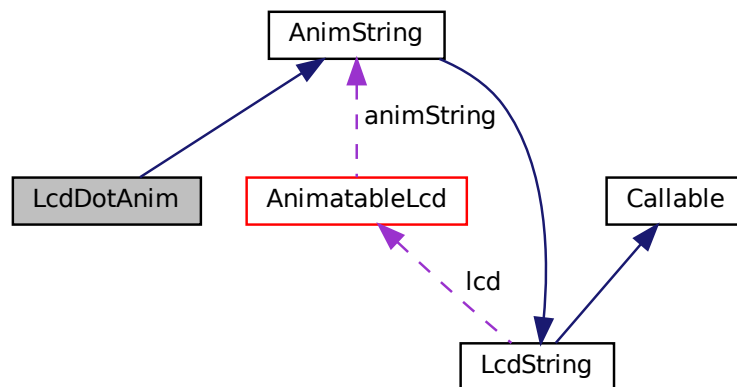 AnimString
animString
LcdDotAnim
AnimatableLcd
Callable
lcd
LcdString